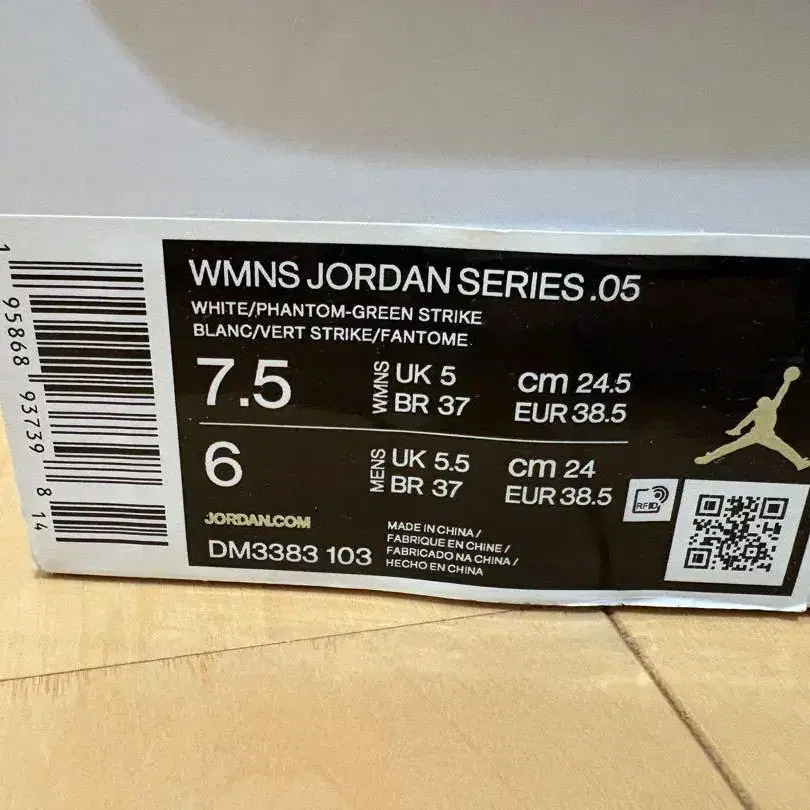 WMNS JORDAN SERIES .05
WHITE/PHANTOM-GREEN STRIKE
BLANC/VERT STRIKE/FANTOME
7.5 WMNS UK 5 cm 24.5
BR 37 EUR 38.5
6 MENS UK 5.5 cm 24
BR 37 EUR 38.5
RFID
JORDAN.COM
DM3383 103
MADE IN CHINA /
FABRIQUE EN CHINE /
FABRICADO NA CHINA /
HECHO EN CHINA
1 95868 93739 8 14